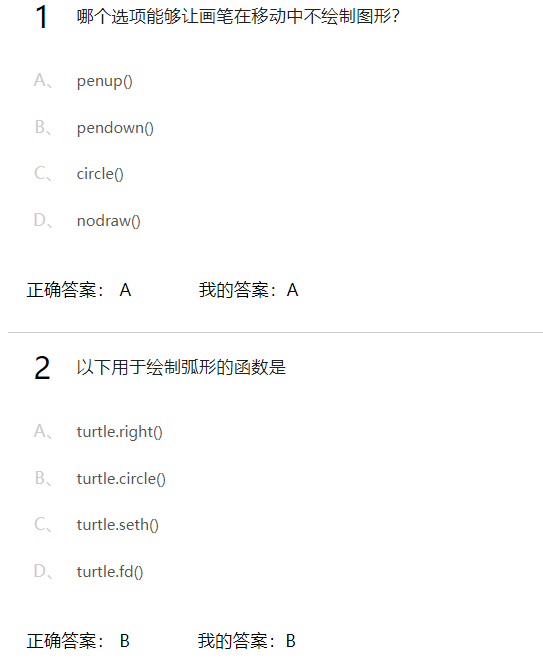 1 哪个选项能够让画笔在移动中不绘制图形？
A、 penup()
B、 pendown()
C、 circle()
D、 nodraw()
正确答案： A 我的答案：A
2 以下用于绘制弧形的函数是
A、 turtle.right()
B、 turtle.circle()
C、 turtle.seth()
D、 turtle.fd()
正确答案： B 我的答案：B